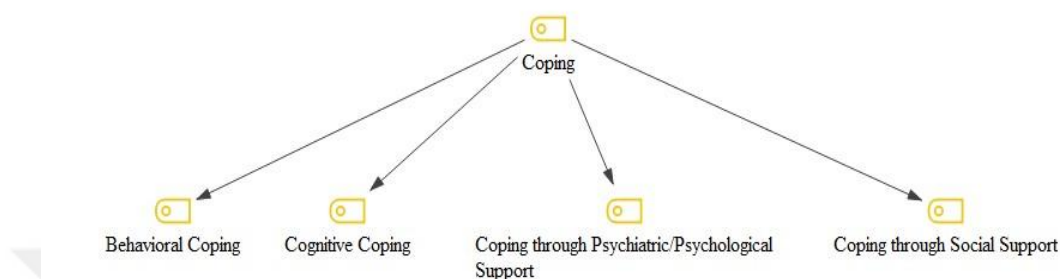 Coping
Behavioral Coping
Cognitive Coping
Coping through Psychiatric/Psychological
Support
Coping through Social Support